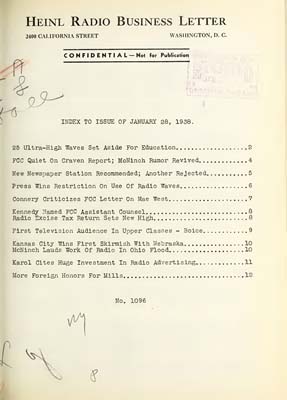 HEINL RADIO BUSINESS LETTER
2400 CALIFORNIA STREET WASHINGTON, D. C.
CONFIDENTIAL—Not for Publication
INDEX TO ISSUE OF JANUARY 28, 1938.
25 Ultra-High Waves Set Aside For Education.................2
FCC Quiet On Craven Report; McNinch Rumor Revived...........4
New Newspaper Station Recommended; Another Rejected.........5
Press Wins Restriction On Use Of Radio Waves................6
Connery Criticizes FCC Letter On Mae West...................7
Kennedy Named FCC Assistant Counsel.........................8
Radio Excise Tax Return Sets New High.......................8
First Television Audience In Upper Classes - Boice..........9
Kansas City Wins First Skirmish With Nebraska..............10
McNinch Lauds Work Of Radio In Ohio Flood..................10
Karol Cites Huge Investment In Radio Advertising...........11
More Foreign Honors For Mills..............................12
No. 1096